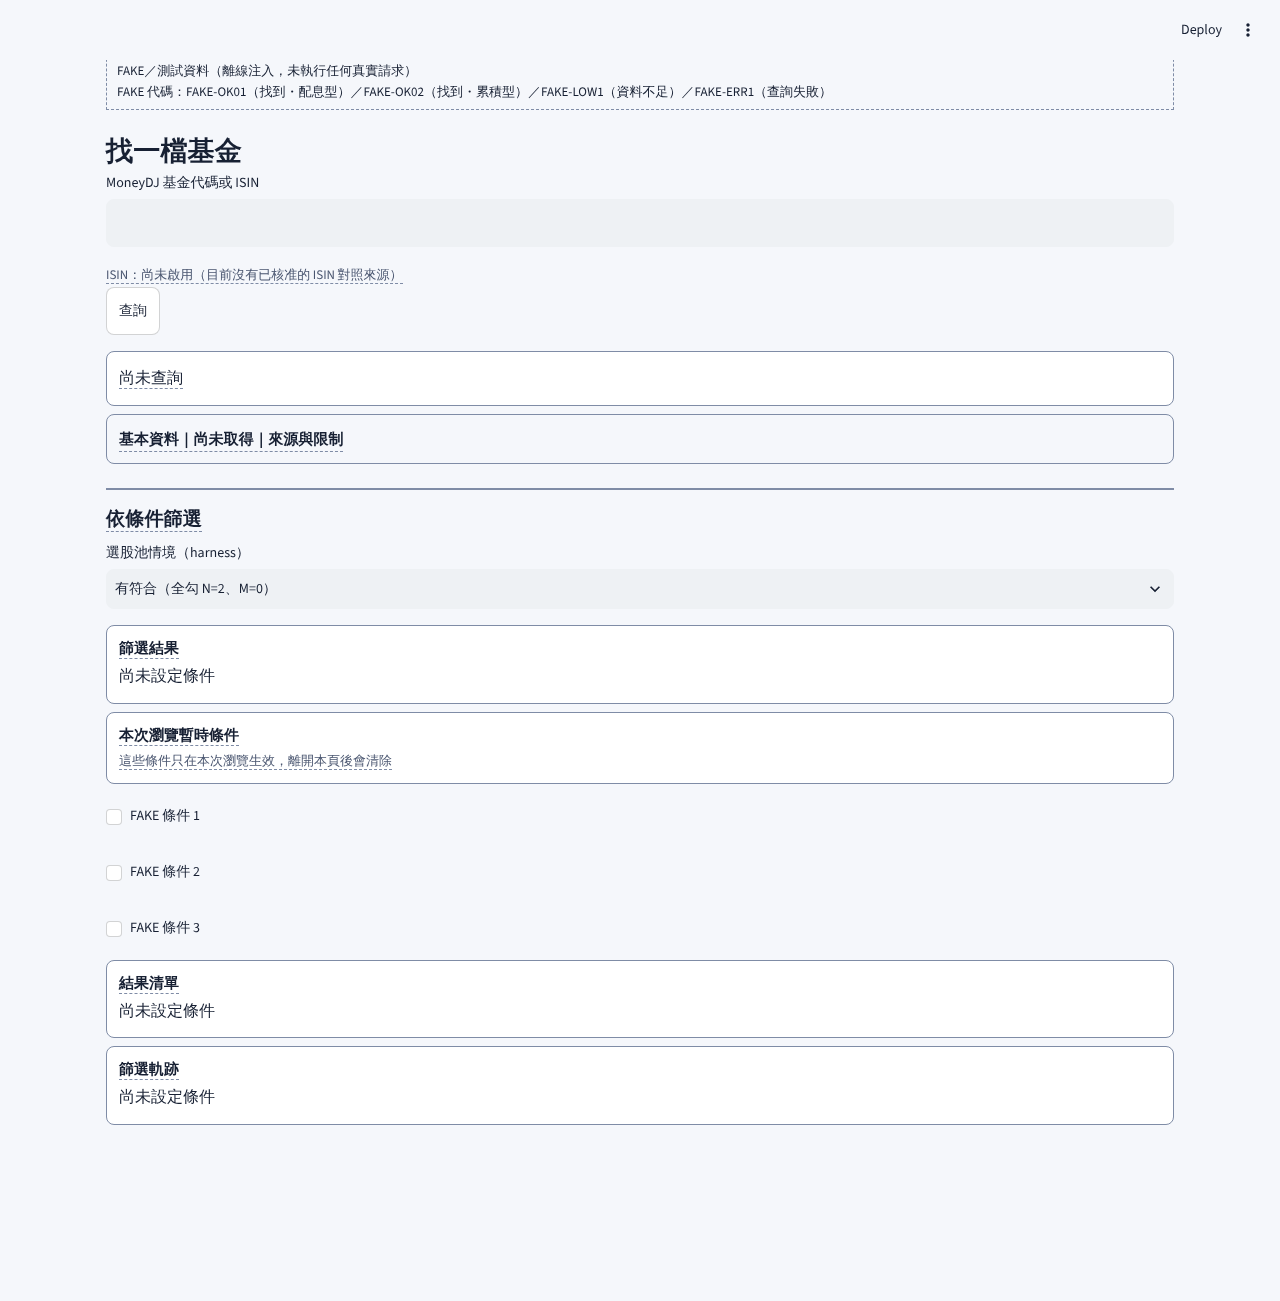 Deploy
FAKE／測試資料（離線注入，未執行任何真實請求）
FAKE 代碼：FAKE-OK01（找到・配息型）／FAKE-OK02（找到・累積型）／FAKE-LOW1（資料不足）／FAKE-ERR1（查詢失敗）
找一檔基金
MoneyDJ 基金代碼或 ISIN
ISIN：尚未啟用（目前沒有已核准的 ISIN 對照來源）
查詢
尚未查詢
基本資料｜尚未取得｜來源與限制
依條件篩選
選股池情境（harness）
有符合（全勾 N=2、M=0）
篩選結果
尚未設定條件
本次瀏覽暫時條件
這些條件只在本次瀏覽生效，離開本頁後會清除
FAKE 條件 1
FAKE 條件 2
FAKE 條件 3
結果清單
尚未設定條件
篩選軌跡
尚未設定條件